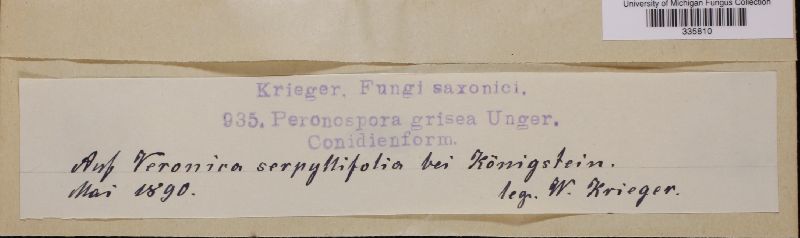 University of Michigan Fungus Collection
335810
Krieger, Fungi saxonici.
935. Peronospora grisea Unger.
Conidienform.
Auf Veronica serpyllifolia bei Königstein.
Mai 1890.
leg. W. Krieger.